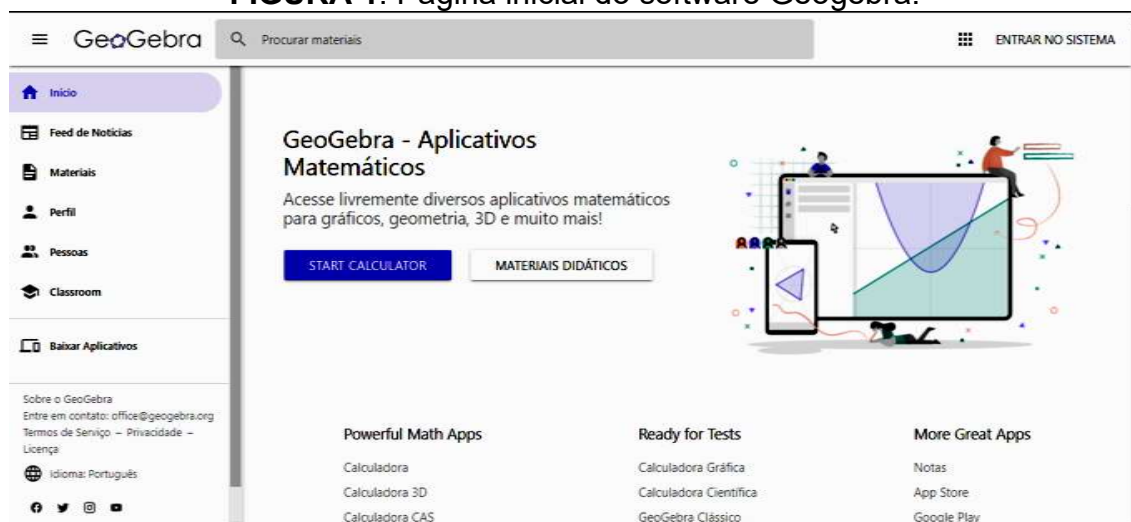 FIGURA 1: Página inicial do software Geogebra.
GeoGebra
Procurar materiais
ENTRAR NO SISTEMA
Início
Feed de Notícias
Materiais
Perfil
Pessoas
Classroom
Baixar Aplicativos
Sobre o GeoGebra
Entre em contato: office@geogebra.org
Termos de Serviço – Privacidade –
Licença
Idioma: Português
GeoGebra - Aplicativos
Matemáticos
Acesse livremente diversos aplicativos matemáticos
para gráficos, geometria, 3D e muito mais!
START CALCULATOR
MATERIAIS DIDÁTICOS
Powerful Math Apps
Calculadora
Calculadora 3D
Calculadora CAS
Ready for Tests
Calculadora Gráfica
Calculadora Científica
GeoGebra Clássico
More Great Apps
Notas
App Store
Google Play